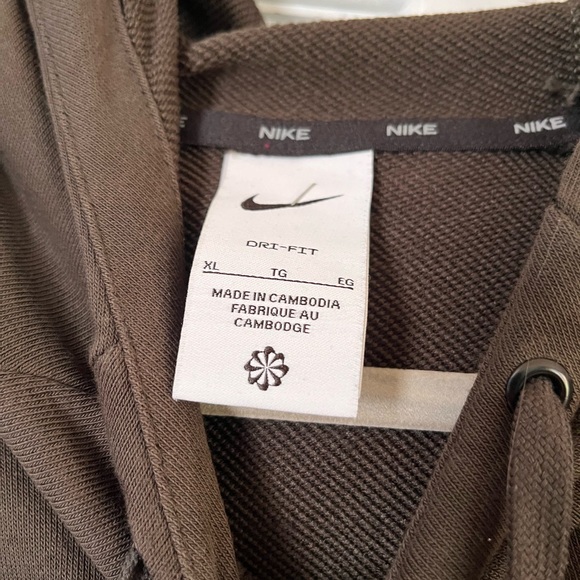 NIKE NIKE NIKE
DRI-FIT
XL TG EG
MADE IN CAMBODIA
FABRIQUE AU
CAMBODGE